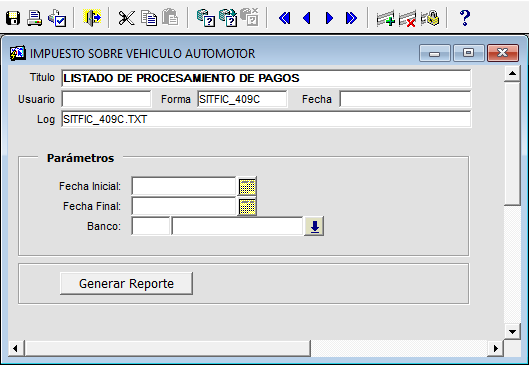 IMPUESTO SOBRE VEHICULO AUTOMOTOR
Titulo LISTADO DE PROCESAMIENTO DE PAGOS
Usuario Forma SITFIC_409C Fecha
Log SITFIC_409C.TXT
Parámetros
Fecha Inicial:
Fecha Final:
Banco:
Generar Reporte